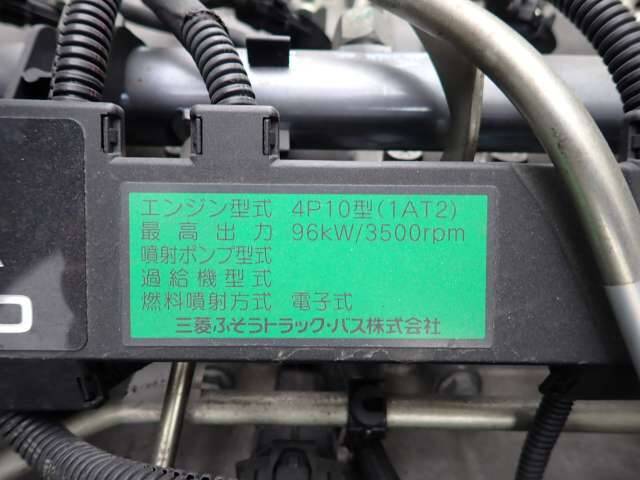 エンジン型式 4P10型(1AT2)
最高出力 96kW/3500rpm
噴射ポンプ型式
過給機型式
燃料噴射方式 電子式
三菱ふそうトラック・バス株式会社